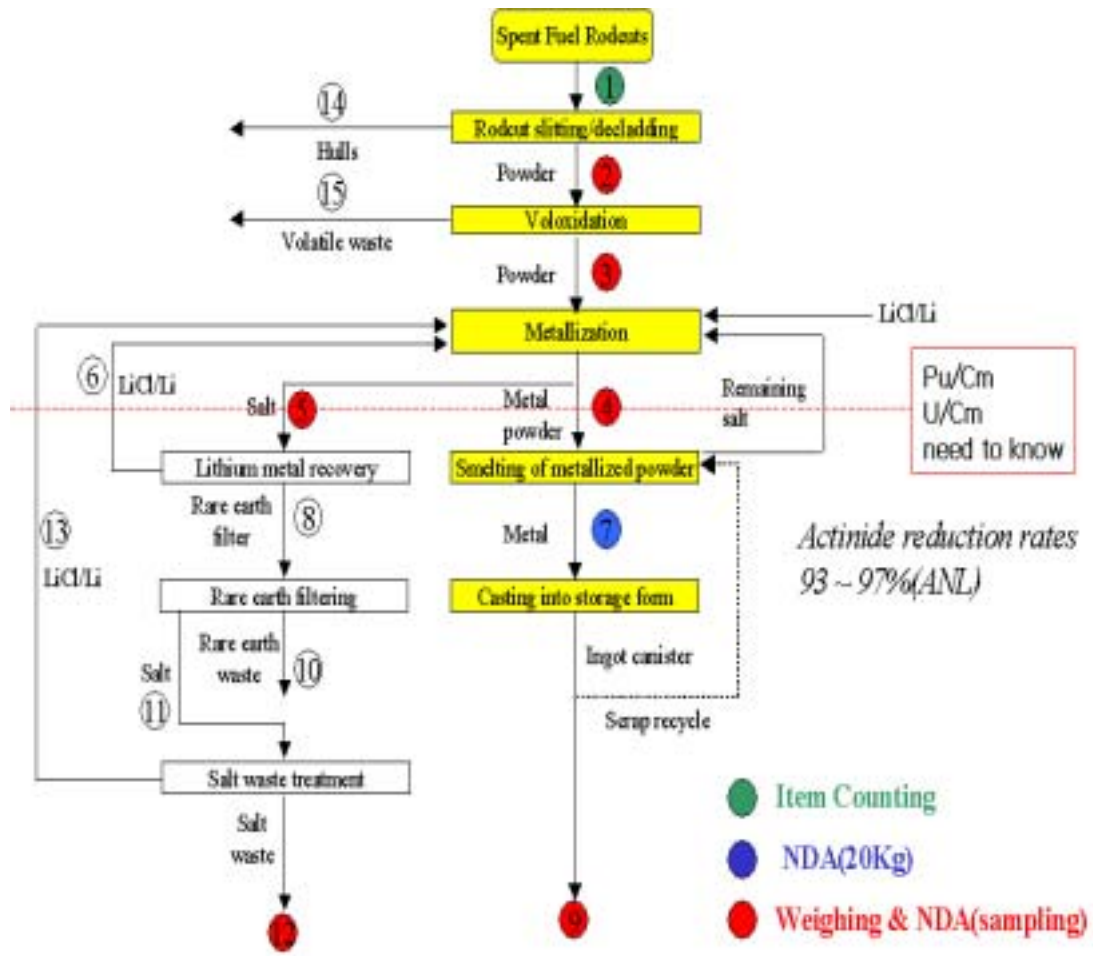 Spent Fuel Rodcuts
1
14
Rodcut slitting/decladding
Hulls
Powder
2
15
Voloxidation
Volatile waste
Powder
3
LiCl/Li
Metallization
6
LiCl/Li
Remaining
salt
Pu/Cm
U/Cm
need to know
Salt
5
Metal
powder
4
Lithium metal recovery
Smelting of metallized powder
Rare earth
filter
8
Metal
7
13
LiCl/Li
Actinide reduction rates
93 ~ 97%(ANL)
Rare earth filtering
Casting into storage form
Rare earth
waste
10
Salt
11
Ingot canister
Scrap recycle
Salt waste treatment
Salt
waste
12
9
Item Counting
NDA(20Kg)
Weighing & NDA(sampling)